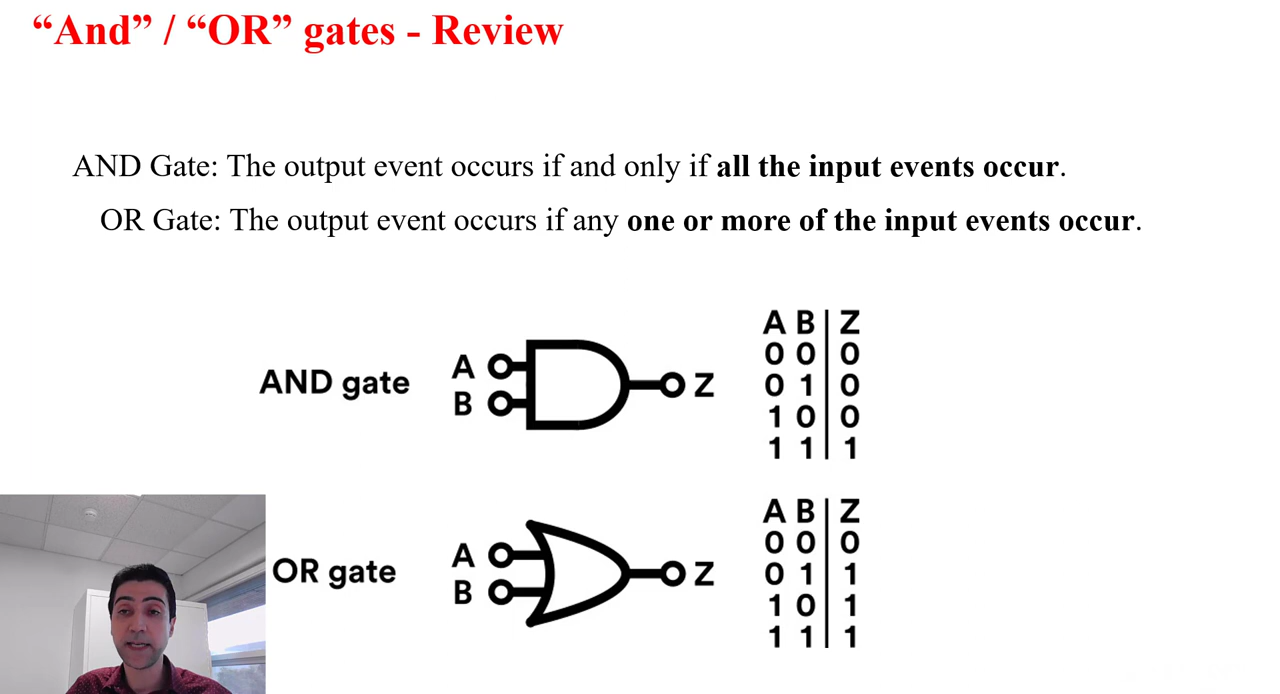 “And” / “OR” gates - Review
AND Gate: The output event occurs if and only if all the input events occur.
OR Gate: The output event occurs if any one or more of the input events occur.
AND gate
A
B
Z
A B Z
0 0 0
0 1 0
1 0 0
1 1 1
OR gate
A
B
Z
A B Z
0 0 0
0 1 1
1 0 1
1 1 1